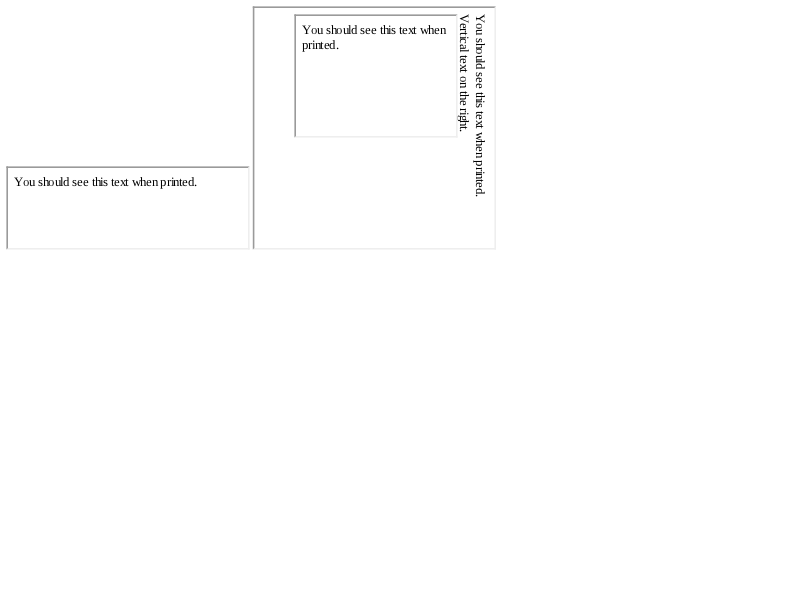 You should see this text when printed.
You should see this text when printed.
Vertical text on the right.
You should see this text when
printed.